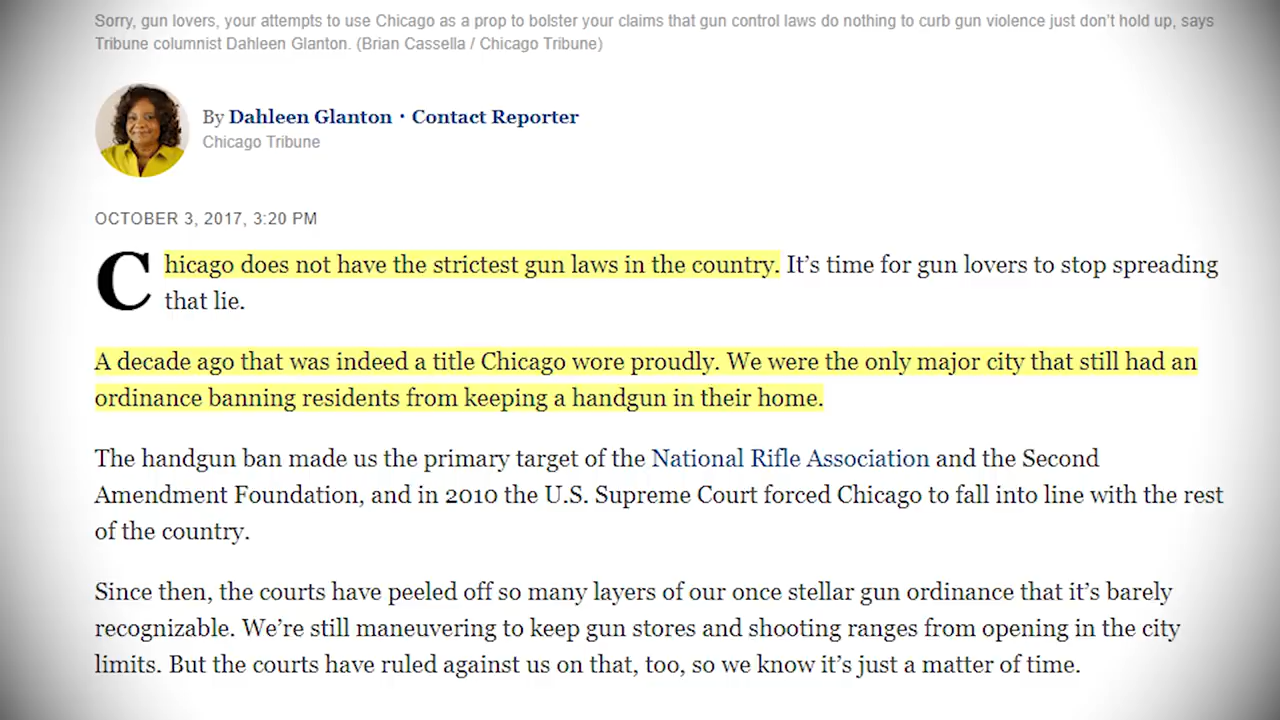 Sorry, gun lovers, your attempts to use Chicago as a prop to bolster your claims that gun control laws do nothing to curb gun violence just don't hold up, says
Tribune columnist Dahleen Glanton. (Brian Cassella / Chicago Tribune)
By Dahleen Glanton · Contact Reporter
Chicago Tribune
OCTOBER 3, 2017, 3:20 PM
Chicago does not have the strictest gun laws in the country. It's time for gun lovers to stop spreading
that lie.
A decade ago that was indeed a title Chicago wore proudly. We were the only major city that still had an
ordinance banning residents from keeping a handgun in their home.
The handgun ban made us the primary target of the National Rifle Association and the Second
Amendment Foundation, and in 2010 the U.S. Supreme Court forced Chicago to fall into line with the rest
of the country.
Since then, the courts have peeled off so many layers of our once stellar gun ordinance that it's barely
recognizable. We're still maneuvering to keep gun stores and shooting ranges from opening in the city
limits. But the courts have ruled against us on that, too, so we know it's just a matter of time.